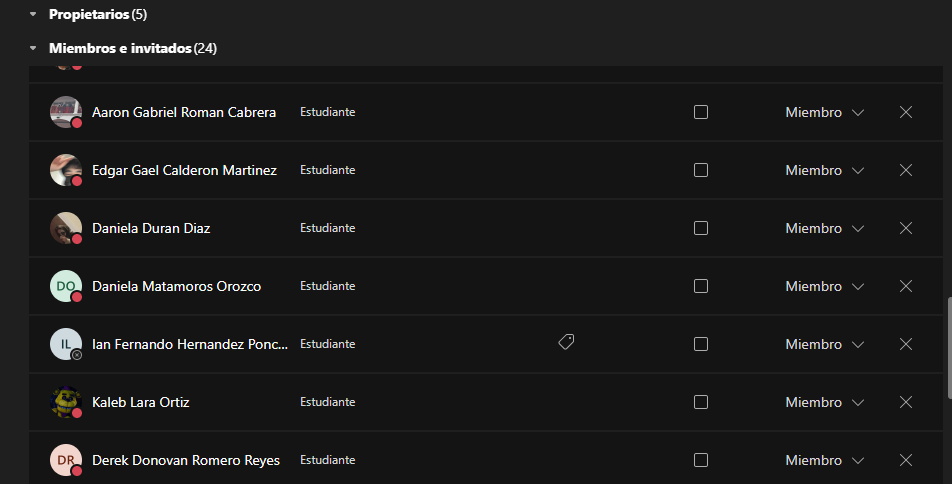 Propietarios (5)
Miembros e invitados (24)
Aaron Gabriel Roman Cabrera Estudiante Miembro
Edgar Gael Calderon Martinez Estudiante Miembro
Daniela Duran Diaz Estudiante Miembro
DO Daniela Matamoros Orozco Estudiante Miembro
IL Ian Fernando Hernandez Ponc... Estudiante Miembro
Kaleb Lara Ortiz Estudiante Miembro
DR Derek Donovan Romero Reyes Estudiante Miembro